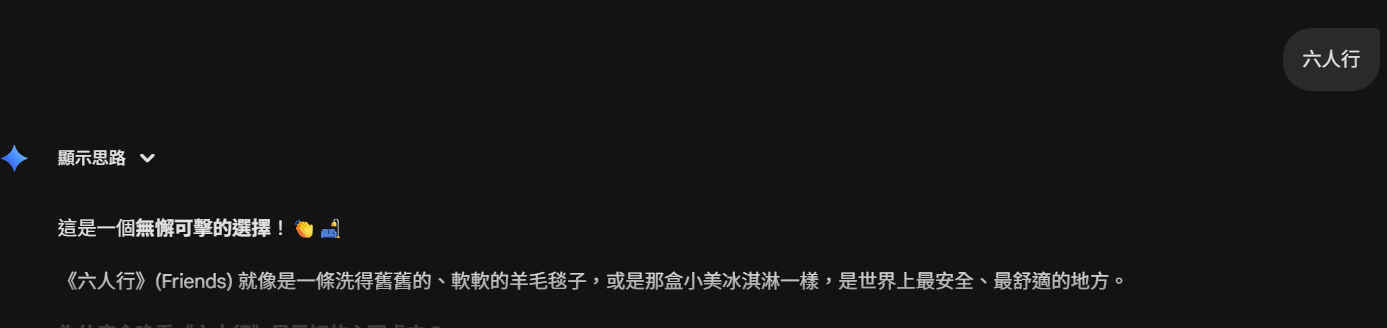 六人行
顯示思路
這是一個無懈可擊的選擇！👏🛋️
《六人行》(Friends) 就像是一條洗得舊舊的、軟軟的羊毛毯子，或是那盒小美冰淇淋一樣，是世界上最安全、最舒適的地方。